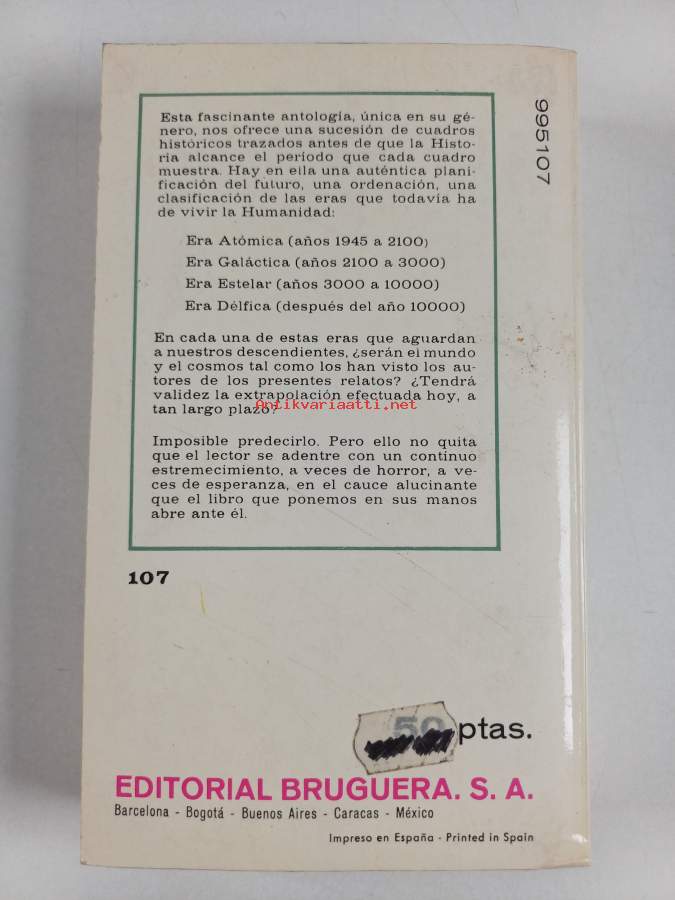 Esta fascinante antología, única en su gé-
nero, nos ofrece una sucesión de cuadros
históricos trazados antes de que la Histo-
ria alcance el período que cada cuadro
muestra. Hay en ella una auténtica plani-
ficación del futuro, una ordenación, una
clasificación de las eras que todavía ha
de vivir la Humanidad:
Era Atómica (años 1945 a 2100)
Era Galáctica (años 2100 a 3000)
Era Estelar (años 3000 a 10000)
Era Délfica (después del año 10000)
En cada una de estas eras que aguardan
a nuestros descendientes, ¿serán el mundo
y el cosmos tal como los han visto los au-
tores de los presentes relatos? ¿Tendrá
validez la extrapolación efectuada hoy, a
tan largo plazo?
Antikvariaatti.net
Imposible predecirlo. Pero ello no quita
que el lector se adentre con un continuo
estremecimiento, a veces de horror, a ve-
ces de esperanza, en el cauce alucinante
que el libro que ponemos en sus manos
abre ante él.
995107
107
50 ptas.
EDITORIAL BRUGUERA. S. A.
Barcelona - Bogotá - Buenos Aires - Caracas - México
Impreso en España - Printed in Spain